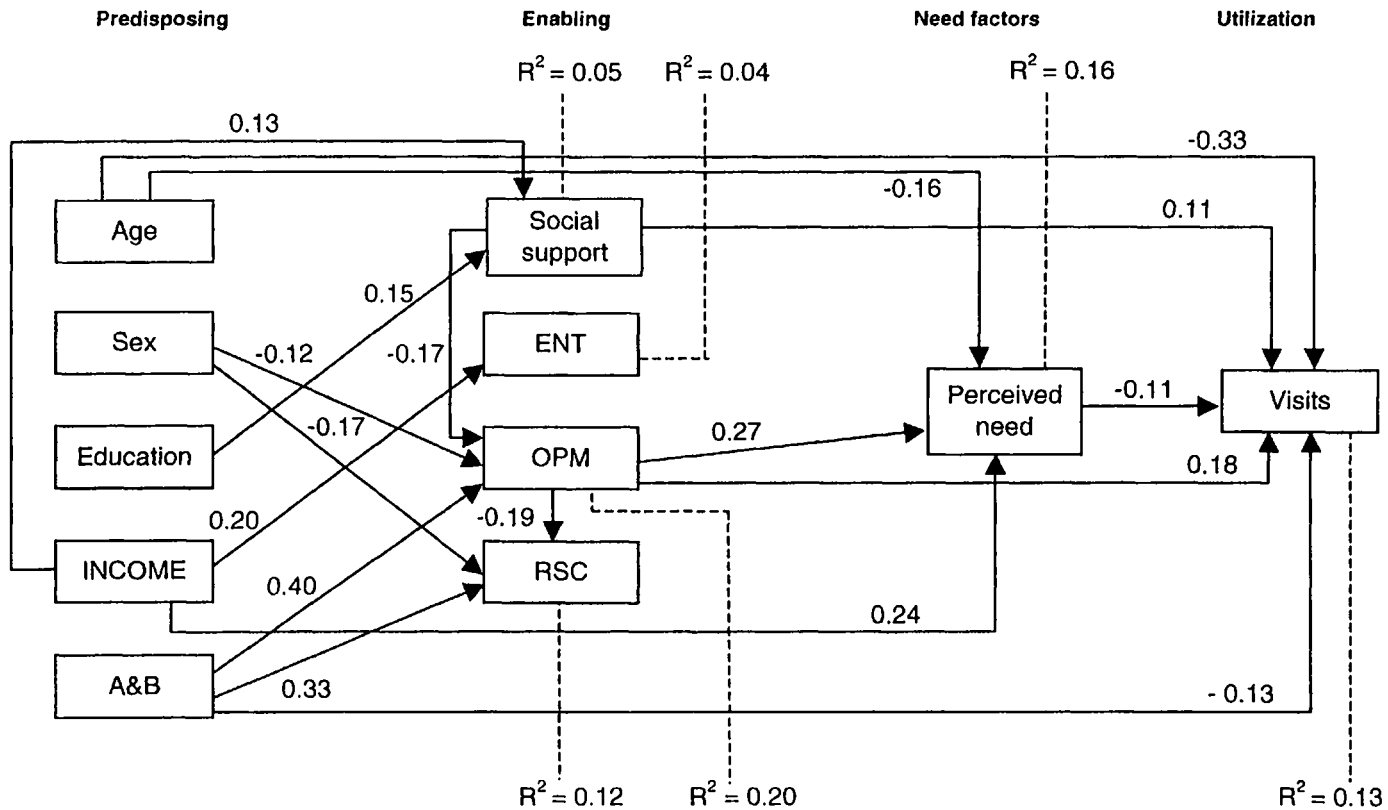 Predisposing
Enabling
Need factors
Utilization
R² = 0.05
R² = 0.04
R² = 0.16
0.13
-0.33
-0.16
0.11
Age
Social
support
0.15
Sex
-0.12
-0.17
ENT
-0.17
Perceived
need
-0.11
Visits
Education
OPM
0.27
0.18
0.20
-0.19
INCOME
0.40
RSC
0.24
A&B
0.33
- 0.13
R² = 0.12
R² = 0.20
R² = 0.13